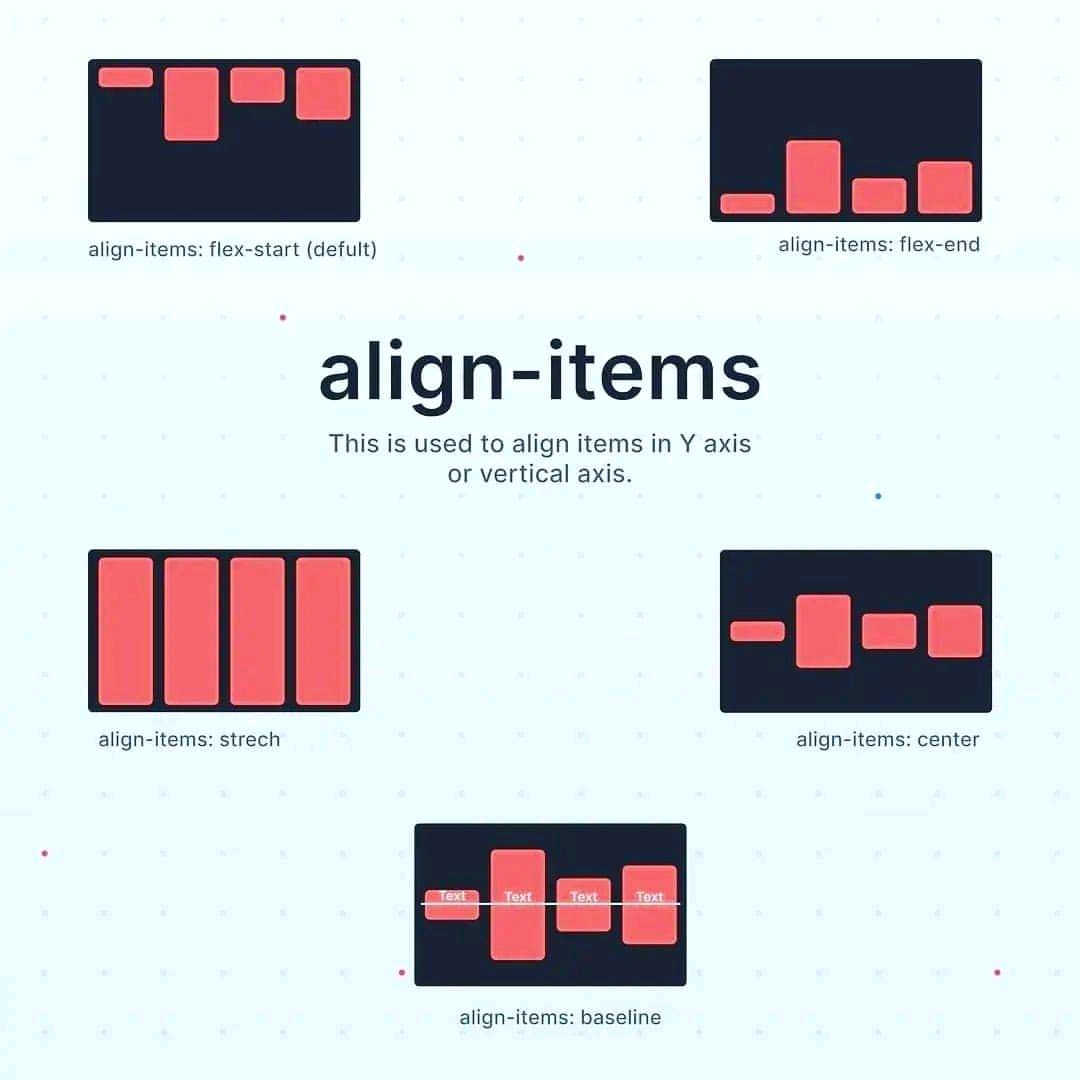 align-items: flex-start (defult)
align-items: flex-end
align-items
This is used to align items in Y axis
or vertical axis.
align-items: strech
align-items: center
Text Text Text Text
align-items: baseline